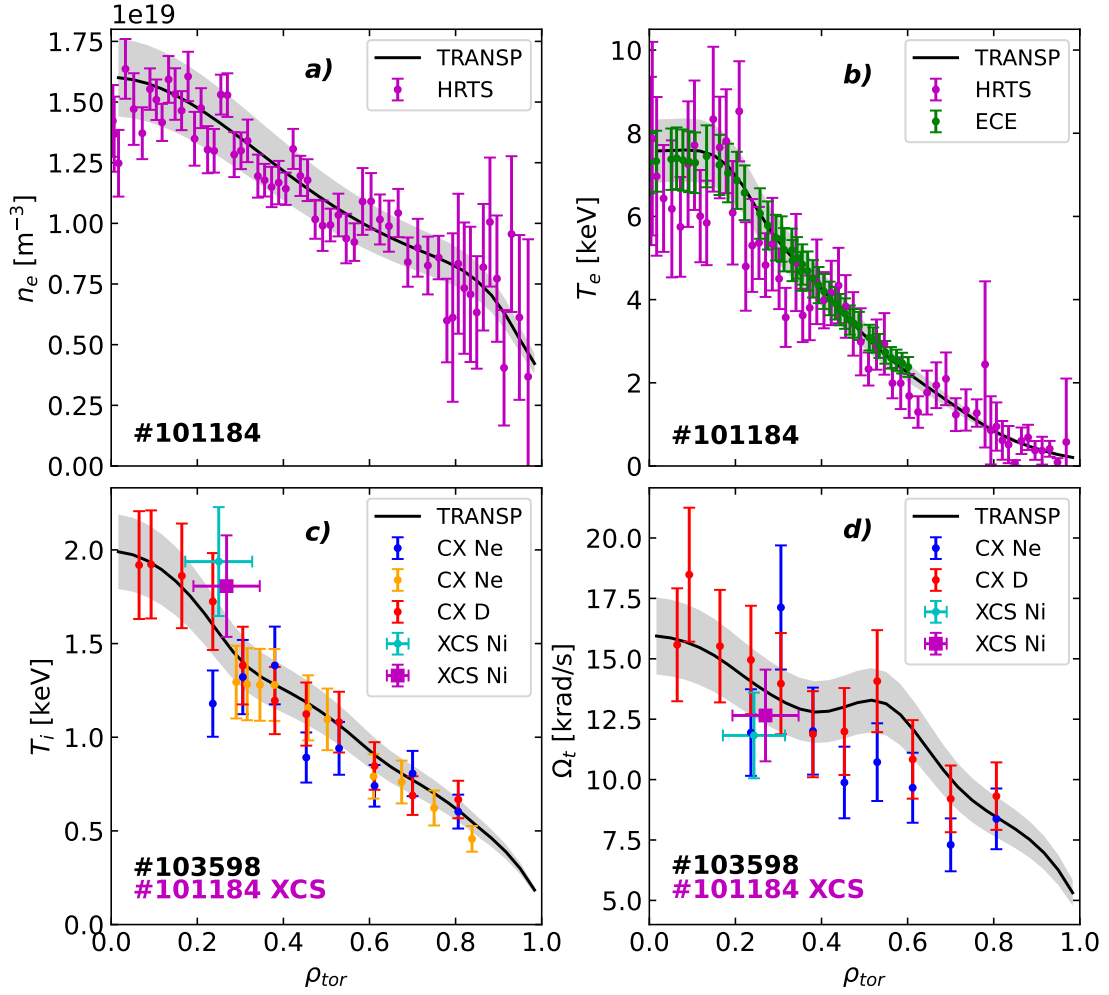 1e19
1.75
1.50
1.25
1.00
0.75
0.50
0.25
0.00
n_e [m^−3]
a)
TRANSP
HRTS
#101184
10
8
6
4
2
0
T_e [keV]
b)
TRANSP
HRTS
ECE
#101184
2.0
1.5
1.0
0.5
0.0
T_i [keV]
c)
TRANSP
CX Ne
CX Ne
CX D
XCS Ni
XCS Ni
#103598
#101184 XCS
0.0 0.2 0.4 0.6 0.8 1.0
ρ_tor
20.0
17.5
15.0
12.5
10.0
7.5
5.0
Ω_t [krad/s]
d)
TRANSP
CX Ne
CX D
XCS Ni
XCS Ni
#103598
#101184 XCS
0.0 0.2 0.4 0.6 0.8 1.0
ρ_tor